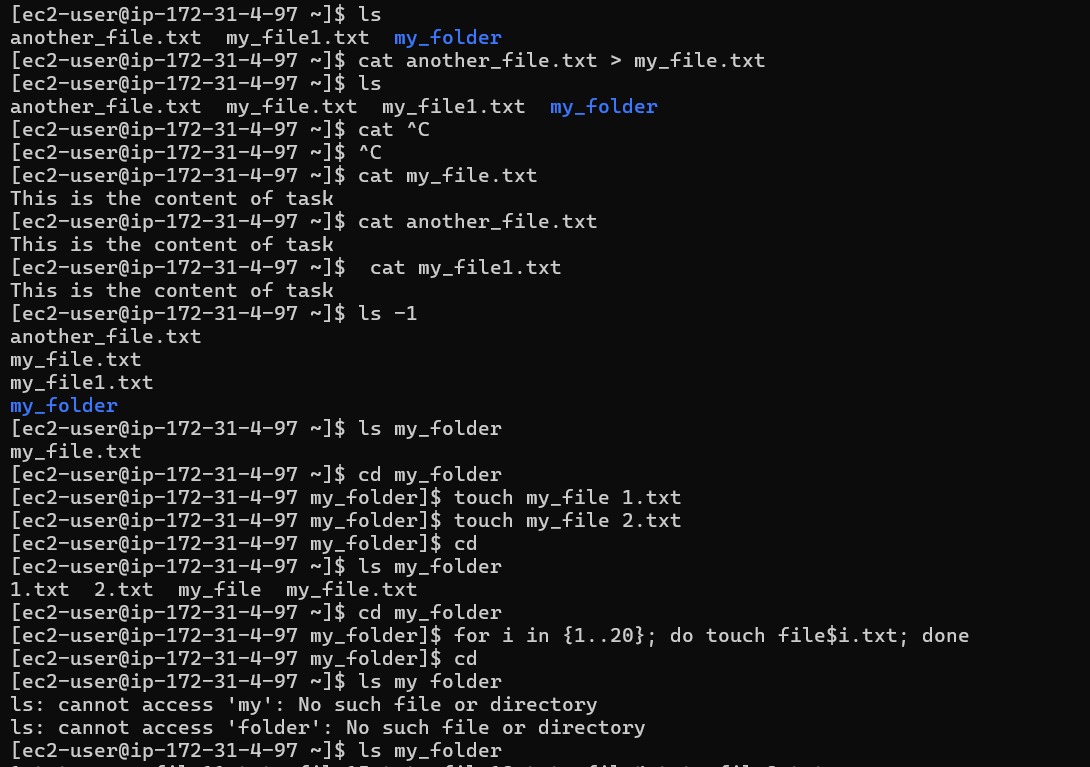 [ec2-user@ip-172-31-4-97 ~]$ ls
another_file.txt  my_file1.txt  my_folder
[ec2-user@ip-172-31-4-97 ~]$ cat another_file.txt > my_file.txt
[ec2-user@ip-172-31-4-97 ~]$ ls
another_file.txt  my_file.txt  my_file1.txt  my_folder
[ec2-user@ip-172-31-4-97 ~]$ cat ^C
[ec2-user@ip-172-31-4-97 ~]$ ^C
[ec2-user@ip-172-31-4-97 ~]$ cat my_file.txt
This is the content of task
[ec2-user@ip-172-31-4-97 ~]$ cat another_file.txt
This is the content of task
[ec2-user@ip-172-31-4-97 ~]$  cat my_file1.txt
This is the content of task
[ec2-user@ip-172-31-4-97 ~]$ ls -1
another_file.txt
my_file.txt
my_file1.txt
my_folder
[ec2-user@ip-172-31-4-97 ~]$ ls my_folder
my_file.txt
[ec2-user@ip-172-31-4-97 ~]$ cd my_folder
[ec2-user@ip-172-31-4-97 my_folder]$ touch my_file 1.txt
[ec2-user@ip-172-31-4-97 my_folder]$ touch my_file 2.txt
[ec2-user@ip-172-31-4-97 my_folder]$ cd
[ec2-user@ip-172-31-4-97 ~]$ ls my_folder
1.txt  2.txt  my_file  my_file.txt
[ec2-user@ip-172-31-4-97 ~]$ cd my_folder
[ec2-user@ip-172-31-4-97 my_folder]$ for i in {1..20}; do touch file$i.txt; done
[ec2-user@ip-172-31-4-97 my_folder]$ cd
[ec2-user@ip-172-31-4-97 ~]$ ls my folder
ls: cannot access 'my': No such file or directory
ls: cannot access 'folder': No such file or directory
[ec2-user@ip-172-31-4-97 ~]$ ls my_folder